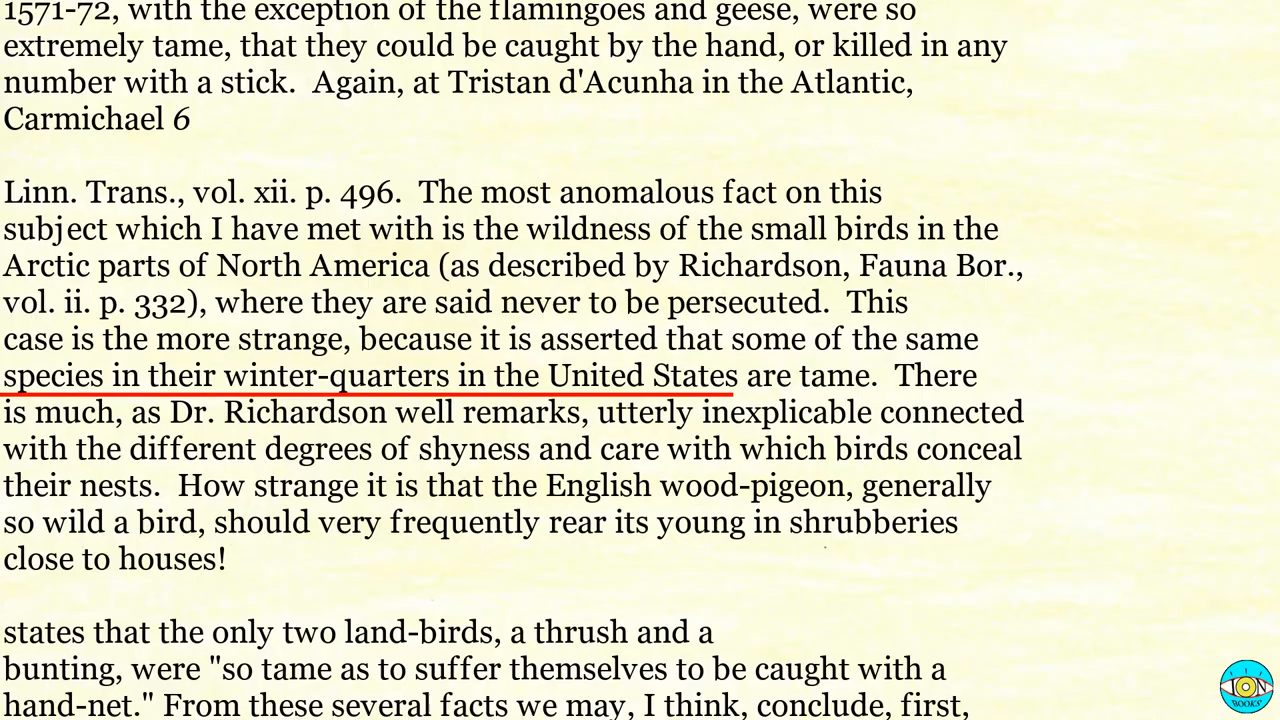 1571-72, with the exception of the flamingoes and geese, were so
extremely tame, that they could be caught by the hand, or killed in any
number with a stick.  Again, at Tristan d'Acunha in the Atlantic,
Carmichael 6
Linn. Trans., vol. xii. p. 496.  The most anomalous fact on this
subject which I have met with is the wildness of the small birds in the
Arctic parts of North America (as described by Richardson, Fauna Bor.,
vol. ii. p. 332), where they are said never to be persecuted.  This
case is the more strange, because it is asserted that some of the same
species in their winter-quarters in the United States are tame.  There
is much, as Dr. Richardson well remarks, utterly inexplicable connected
with the different degrees of shyness and care with which birds conceal
their nests.  How strange it is that the English wood-pigeon, generally
so wild a bird, should very frequently rear its young in shrubberies
close to houses!
states that the only two land-birds, a thrush and a
bunting, were "so tame as to suffer themselves to be caught with a
hand-net." From these several facts we may, I think, conclude, first,
ION
BOOKS